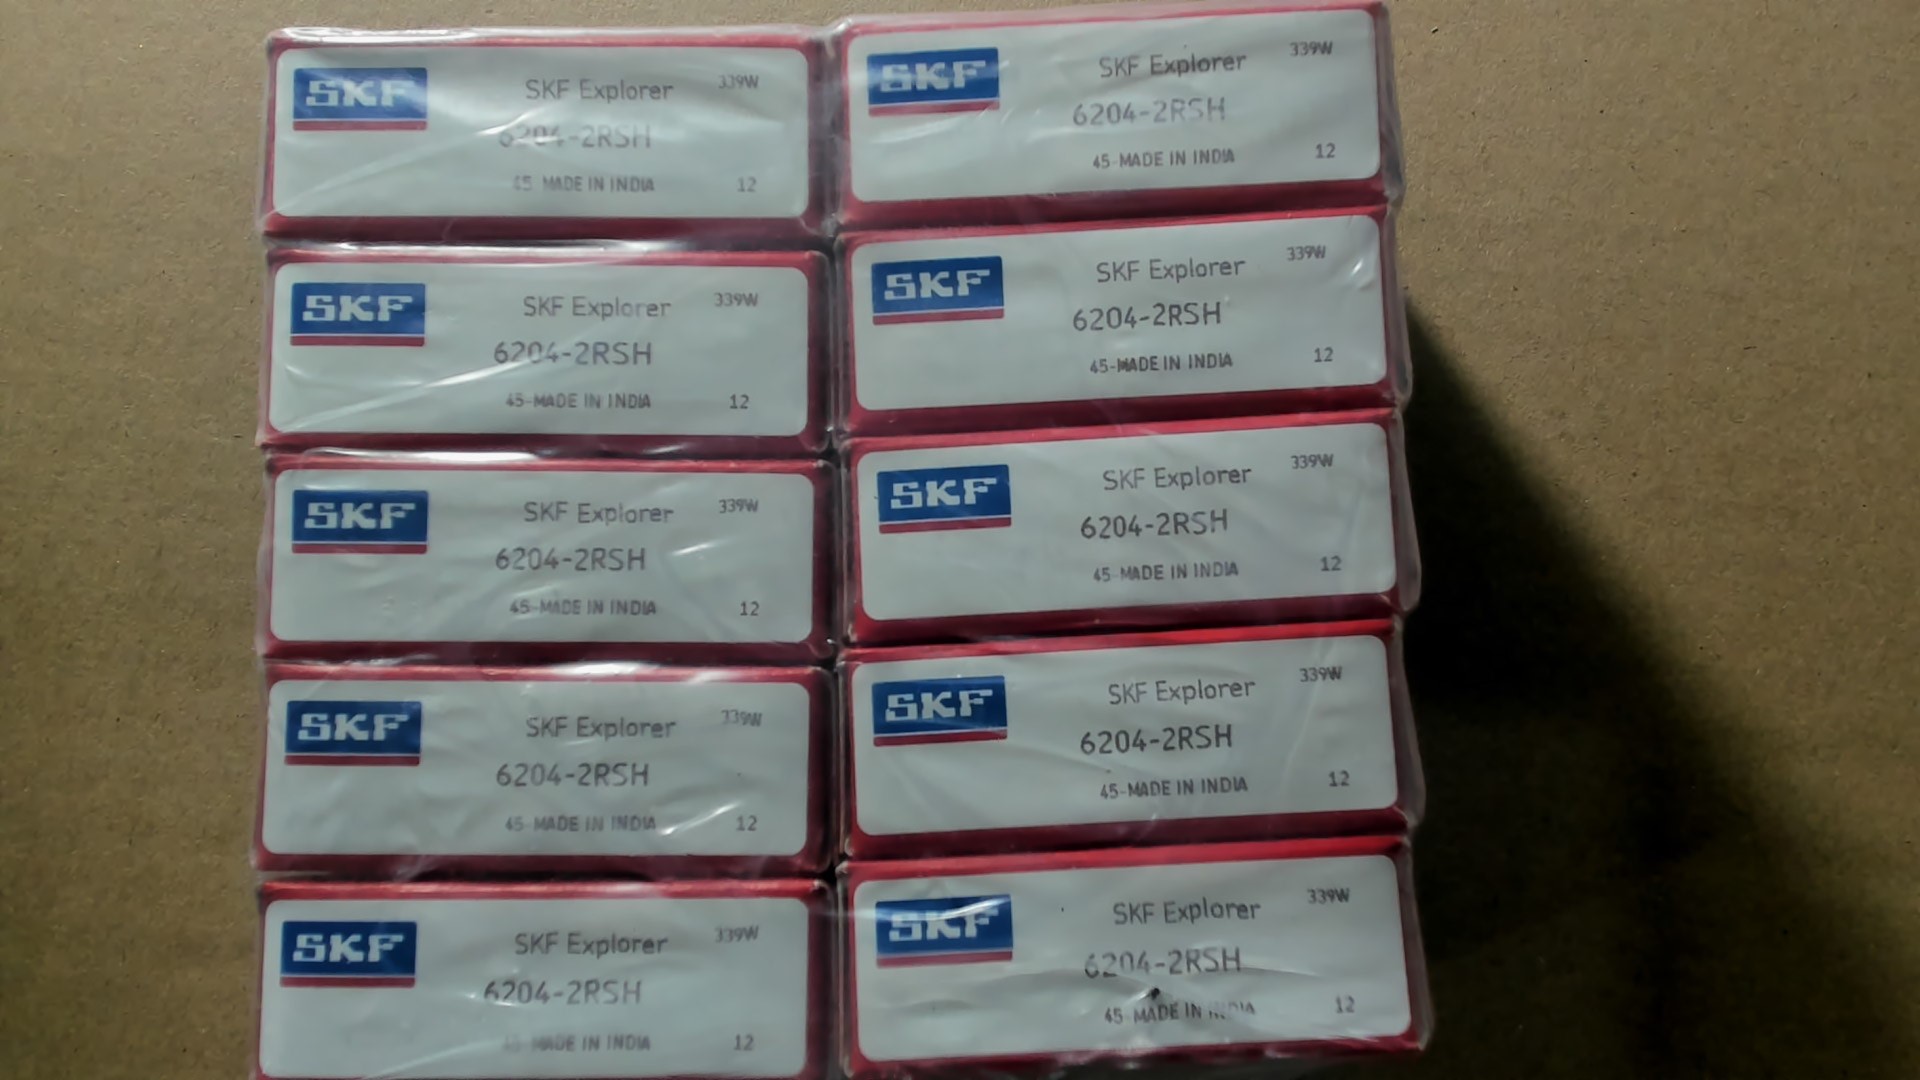 SKF SKF Explorer 339W
6204-2RSH
45 MADE IN INDIA 12
SKF SKF Explorer 339W
6204-2RSH
45-MADE IN INDIA 12
SKF SKF Explorer 339W
6204-2RSH
45-MADE IN INDIA 12
SKF SKF Explorer 339W
6204-2RSH
45-MADE IN INDIA 12
SKF SKF Explorer 339W
6204-2RSH
MADE IN INDIA 12
SKF SKF Explorer 339W
6204-2RSH
45-MADE IN INDIA 12
SKF SKF Explorer 339W
6204-2RSH
45-MADE IN INDIA 12
SKF SKF Explorer 339W
6204-2RSH
45-MADE IN INDIA 12
SKF SKF Explorer 339W
6204-2RSH
45-MADE IN INDIA 12
SKF SKF Explorer 339W
6204-2RSH
45 MADE IN INDIA 12